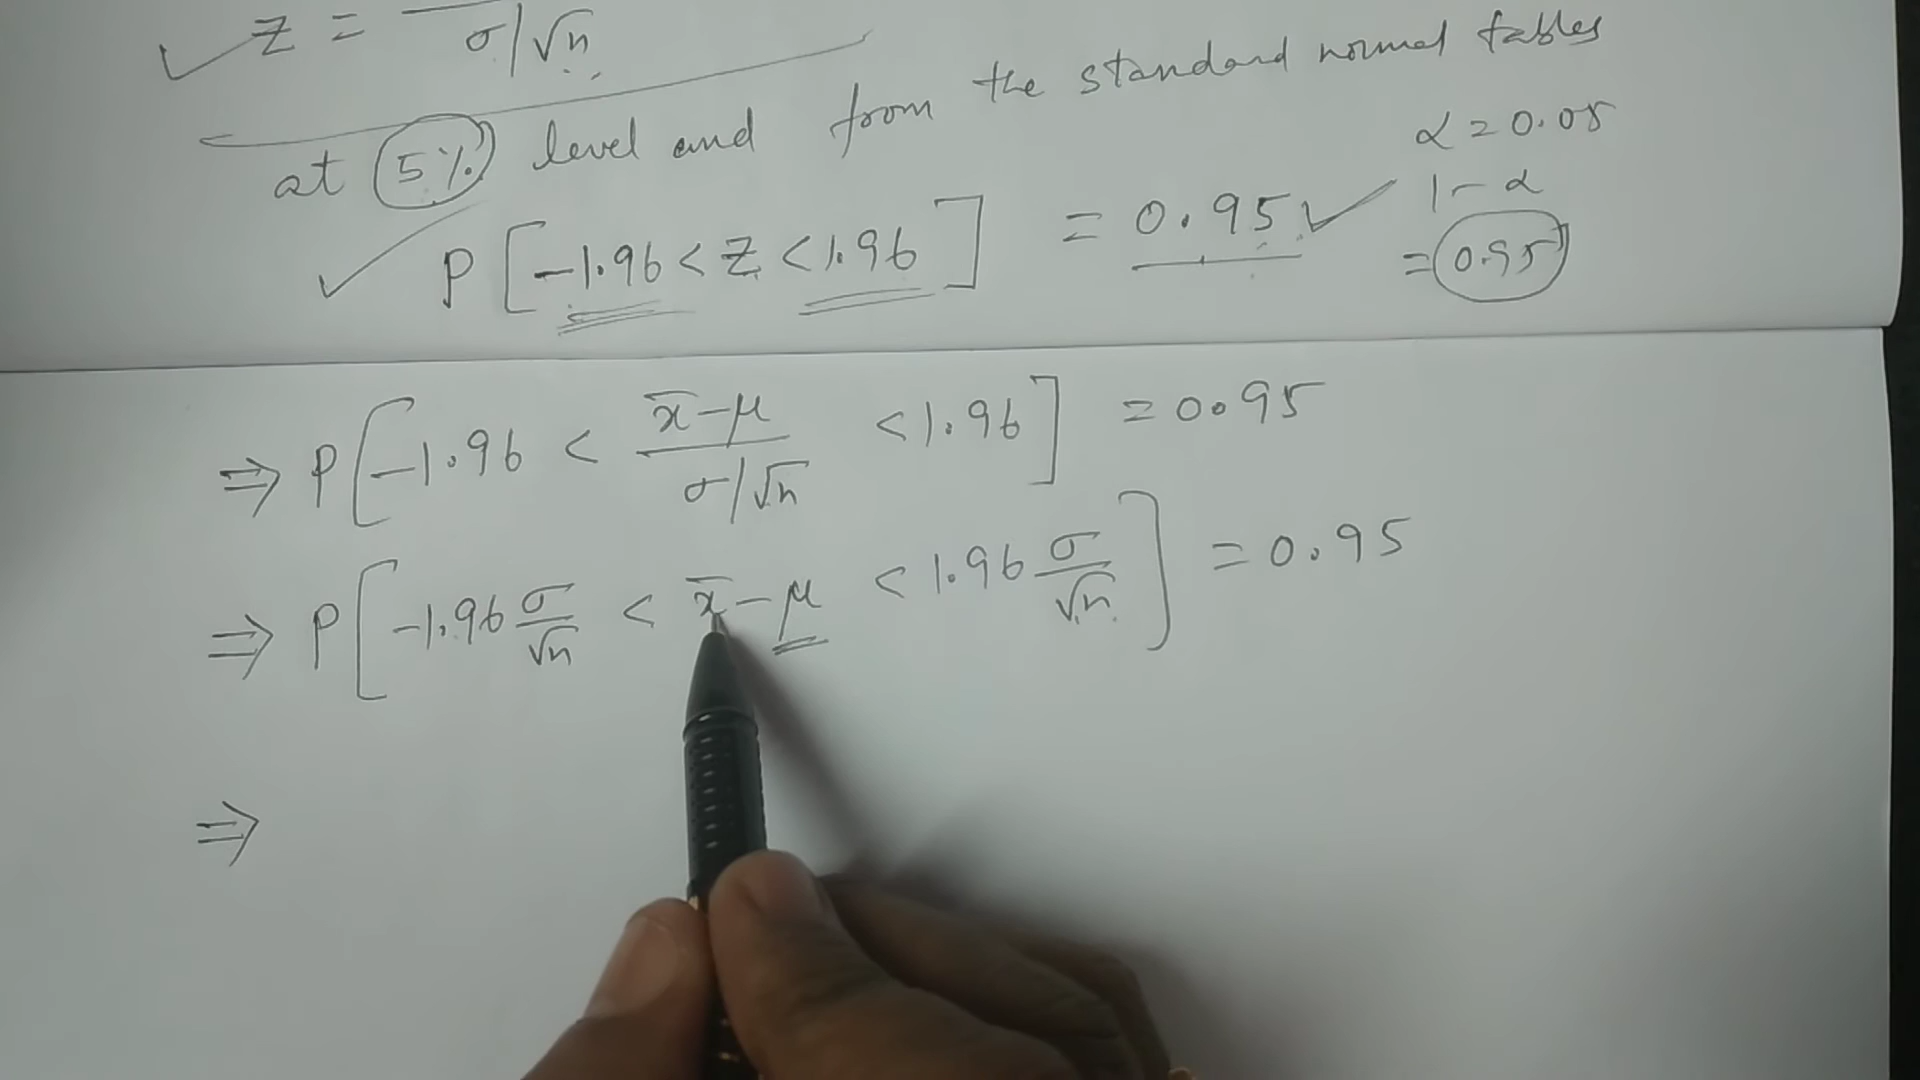 Z = σ/√n
at 5% level and from the standard normal tables
α = 0.05
P[-1.96 < Z < 1.96] = 0.95
1 - α
= 0.95
⇒ P[-1.96 < (x̄-μ)/(σ/√n) < 1.96] = 0.95
⇒ P[-1.96 σ/√n < x̄-μ < 1.96 σ/√n] = 0.95
⇒